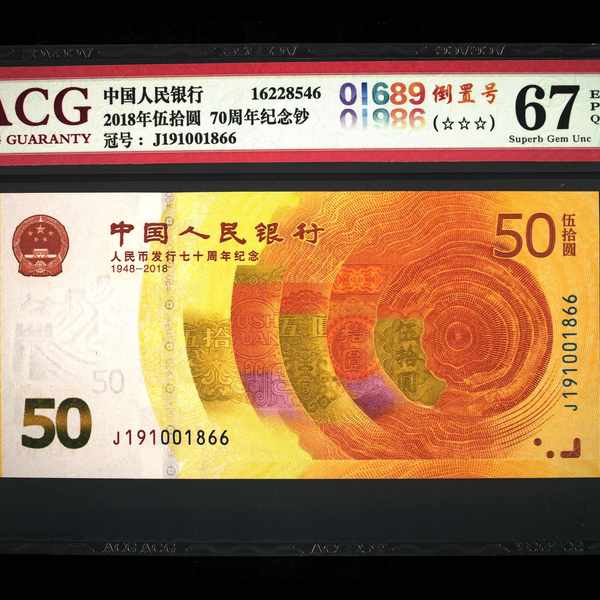 ACG
GUARANTY
中国人民银行 16228546
2018年伍拾圆 70周年纪念钞
冠号：J191001866
01689 倒置号
(☆☆☆)
67
Superb Gem Unc
E
P
Q
中国人民银行
人民币发行七十周年纪念
1948-2018
50 伍拾圆
伍拾圆
50
50
J191001866
J191001866
ACG ACG